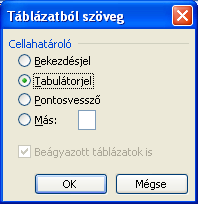 Táblázatból szöveg
Cellahatároló
Bekezdésjel
Tabulátorjel
Pontosvessző
Más:
Beágyazott táblázatok is
OK Mégse